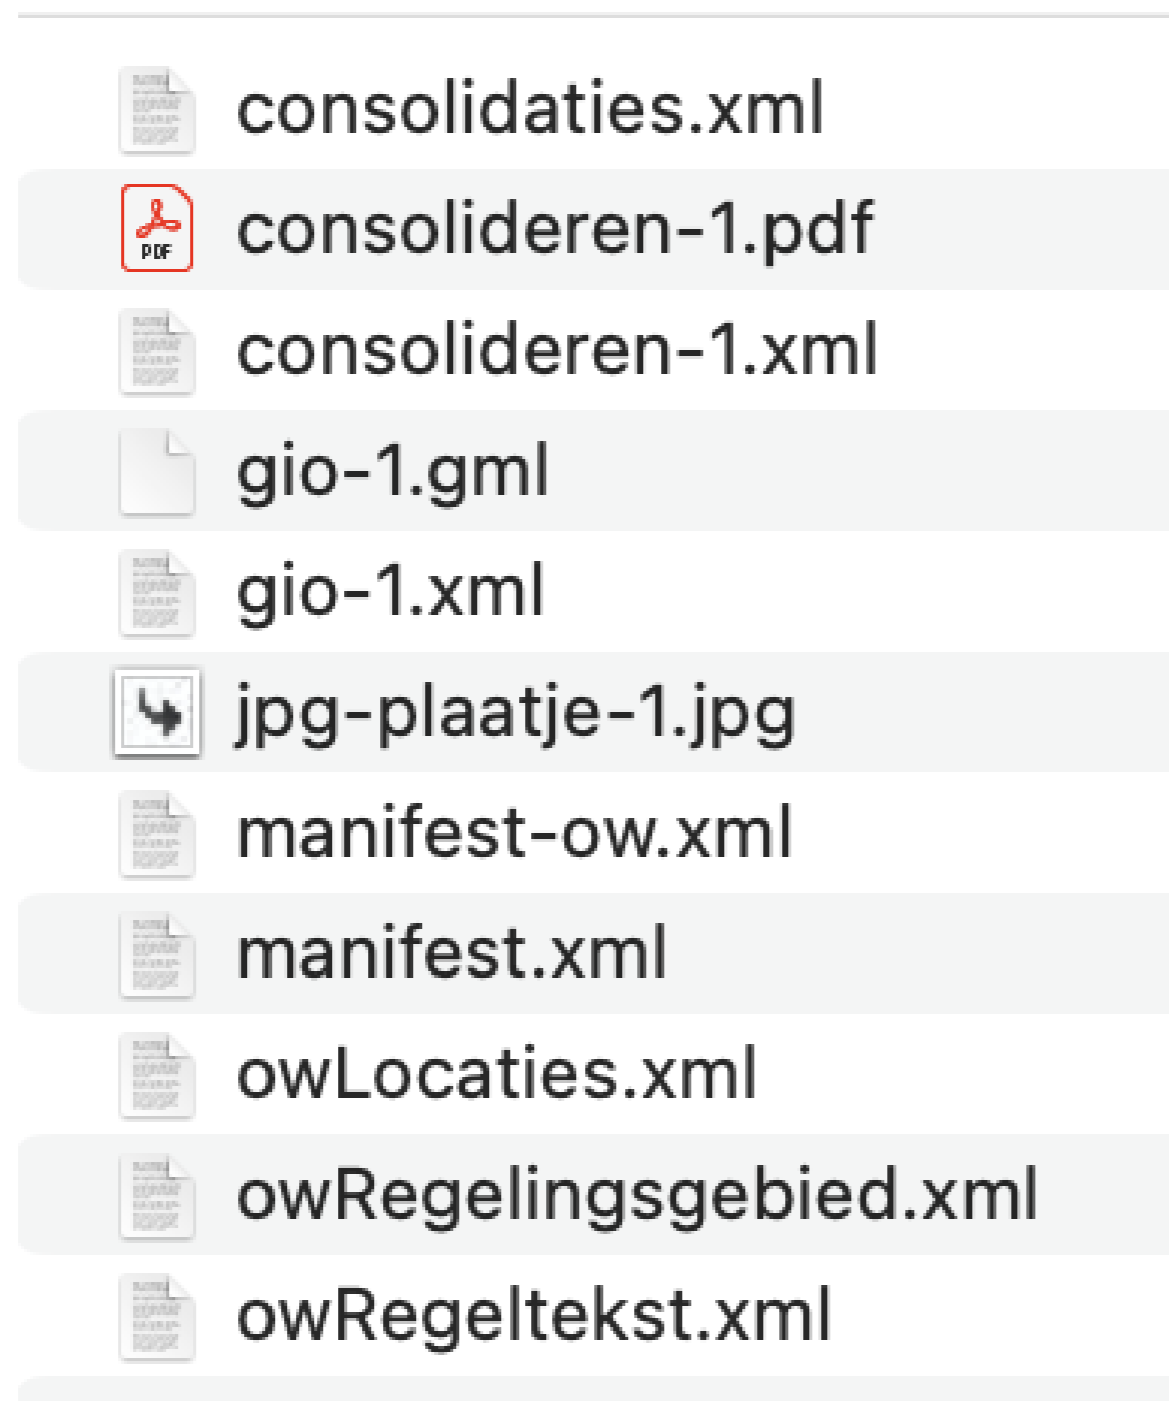 consolidaties.xml
PDF
consolideren-1.pdf
consolideren-1.xml
gio-1.gml
gio-1.xml
jpg-plaatje-1.jpg
manifest-ow.xml
manifest.xml
owLocaties.xml
owRegelingsgebied.xml
owRegeltekst.xml